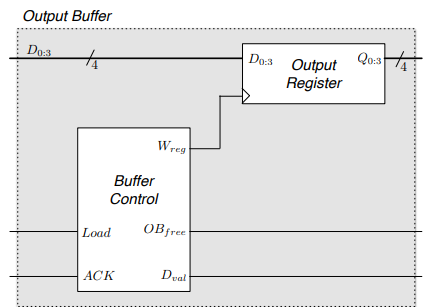 Output Buffer
D0:3
4
D0:3
Output
Register
Q0:3
4
Wreg
Buffer
Control
Load
OBfree
ACK
Dval